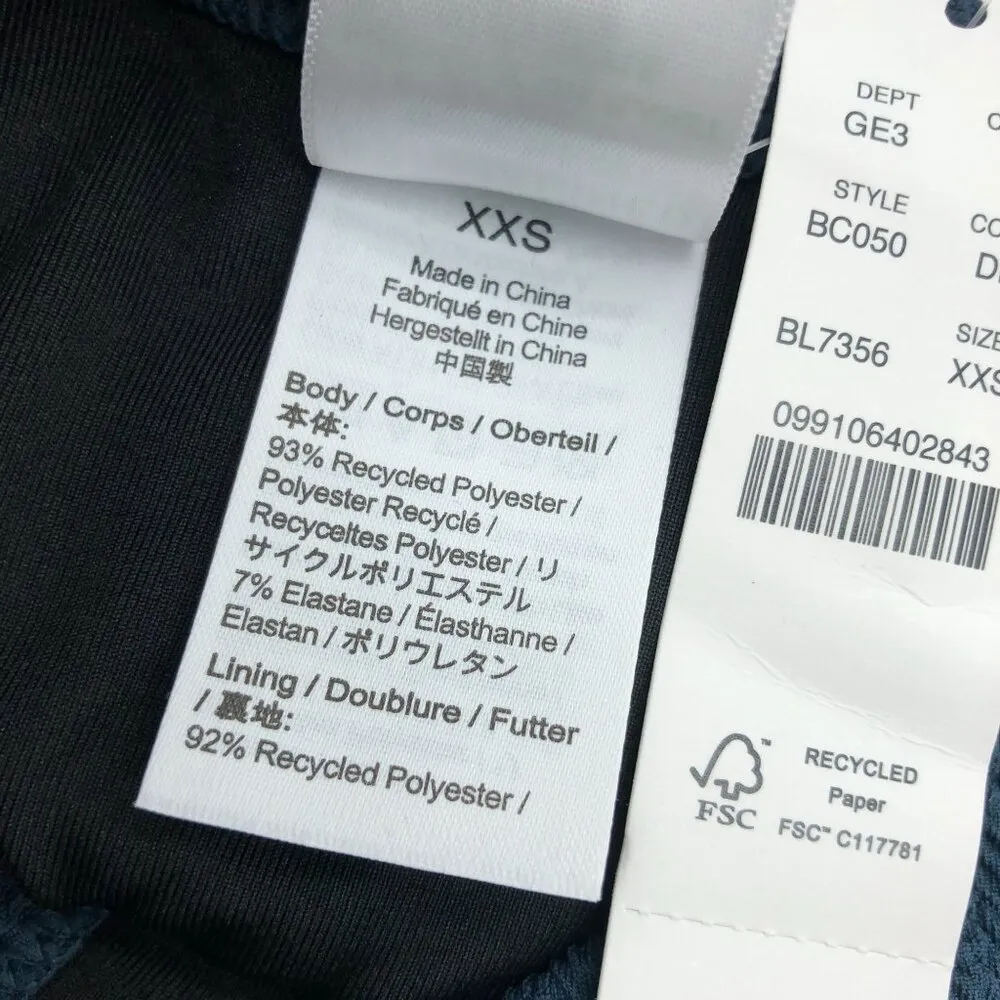 XXS
Made in China
Fabriqué en Chine
Hergestellt in China
中国製
Body / Corps / Oberteil /
本体:
93% Recycled Polyester /
Polyester Recyclé /
Recyceltes Polyester / リ
サイクルポリエステル
7% Elastane / Élasthanne /
Elastan / ポリウレタン
Lining / Doublure / Futter
/ 裏地:
92% Recycled Polyester /
DEPT
GE3
STYLE
BC050
BL7356
SIZE
XXS
099106402843
FSC™
RECYCLED
Paper
FSC™ C117781